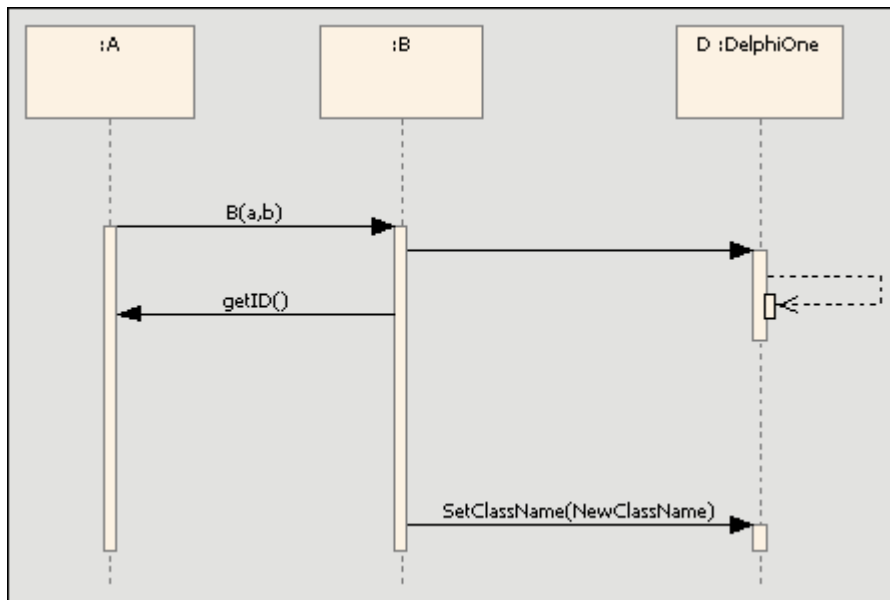 :A
:B
D :DelphiOne
B(a,b)
getID()
SetClassName(NewClassName)